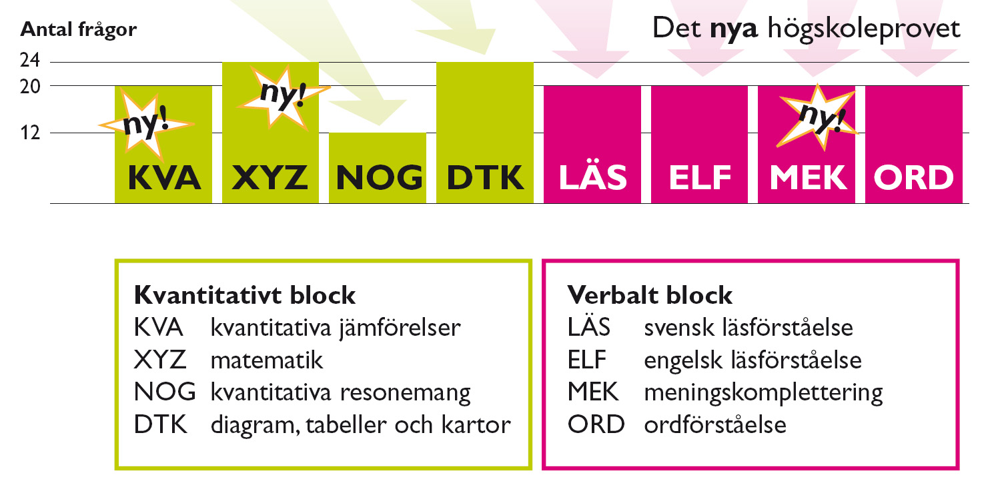 Antal frågor
Det nya högskoleprovet
24
20
12
ny!
ny!
ny!
KVA
XYZ
NOG
DTK
LÄS
ELF
MEK
ORD
Kvantitativt block
KVA kvantitativa jämförelser
XYZ matematik
NOG kvantitativa resonemang
DTK diagram, tabeller och kartor
Verbalt block
LÄS svensk läsförståelse
ELF engelsk läsförståelse
MEK meningskomplettering
ORD ordförståelse